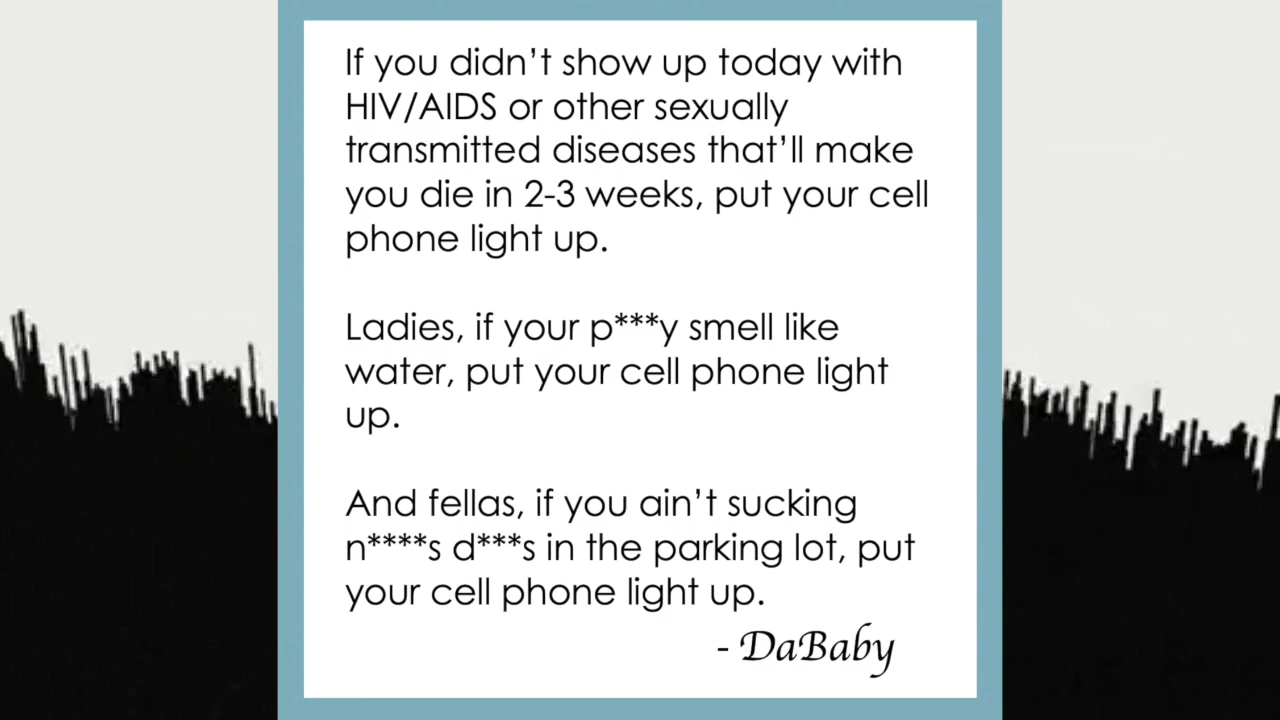 If you didn’t show up today with
HIV/AIDS or other sexually
transmitted diseases that’ll make
you die in 2-3 weeks, put your cell
phone light up.
Ladies, if your p***y smell like
water, put your cell phone light
up.
And fellas, if you ain’t sucking
n****s d***s in the parking lot, put
your cell phone light up.
- DaBaby